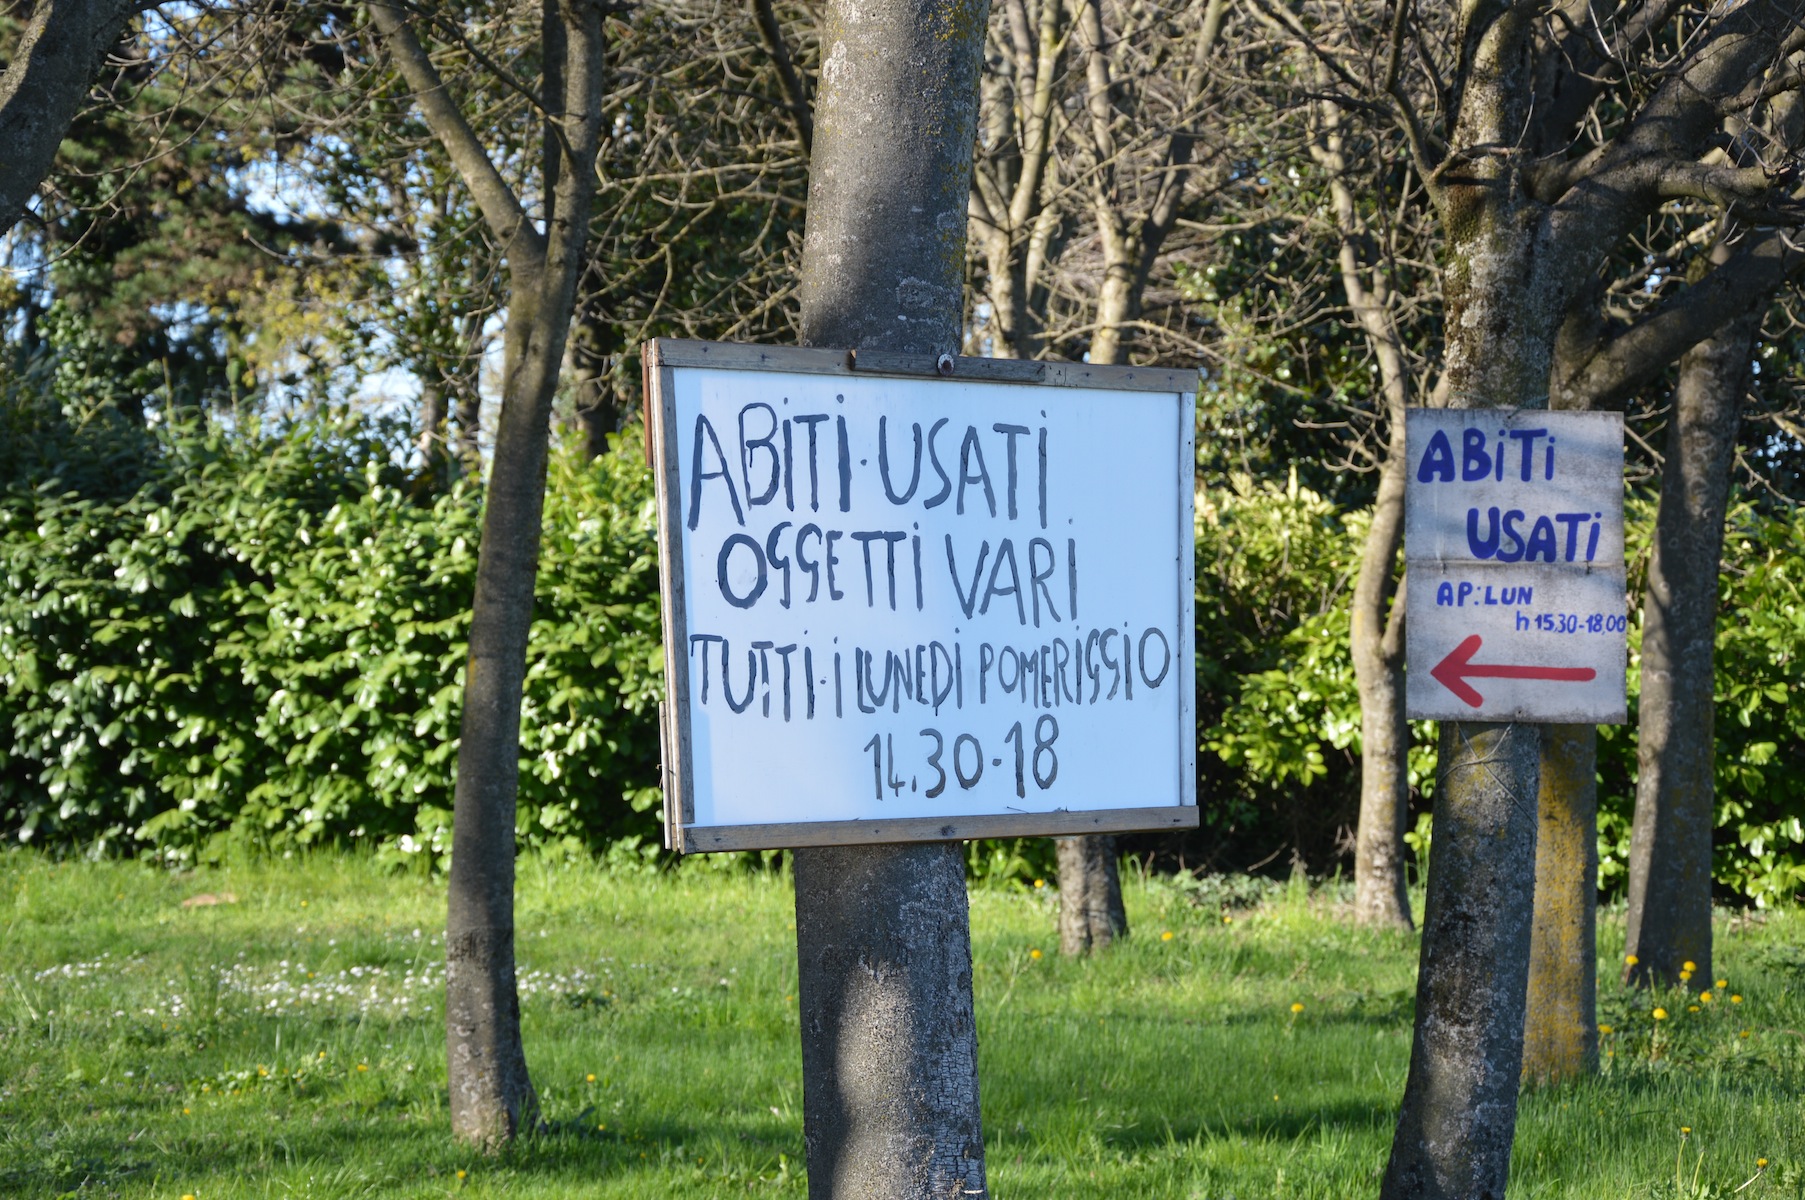 ABiTi·USATi
OGGETTi VARi
TUTTi·i LUNEDi POMERiGGiO
14.30-18
ABiTi
USATi
AP:LUN
h 15,30-18,00